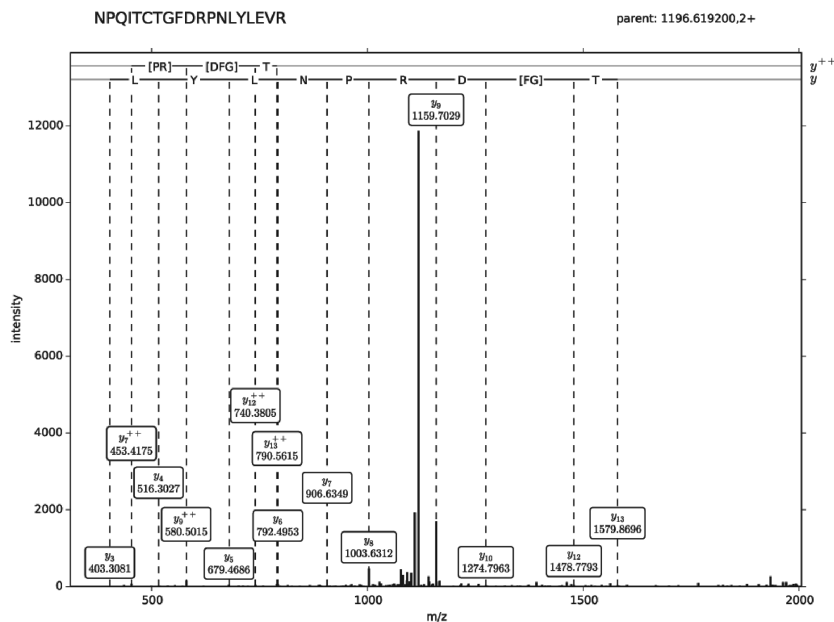 NPQITCTGFDRPNLYLEVR
parent: 1196.619200,2+
[PR] [DFG] T y++
L Y L N P R D [FG] T y
y9
1159.7029
12000
10000
8000
6000
intensity
y12++
740.3805
4000
y7++
453.4175
y13++
790.5615
y4
516.3027
y7
906.6349
2000
y9++
580.5015
y6
792.4953
y13
1579.8696
y8
1003.6312
y3
403.3081
y5
679.4686
y10
1274.7963
y12
1478.7793
0
500 1000 1500 2000
m/z